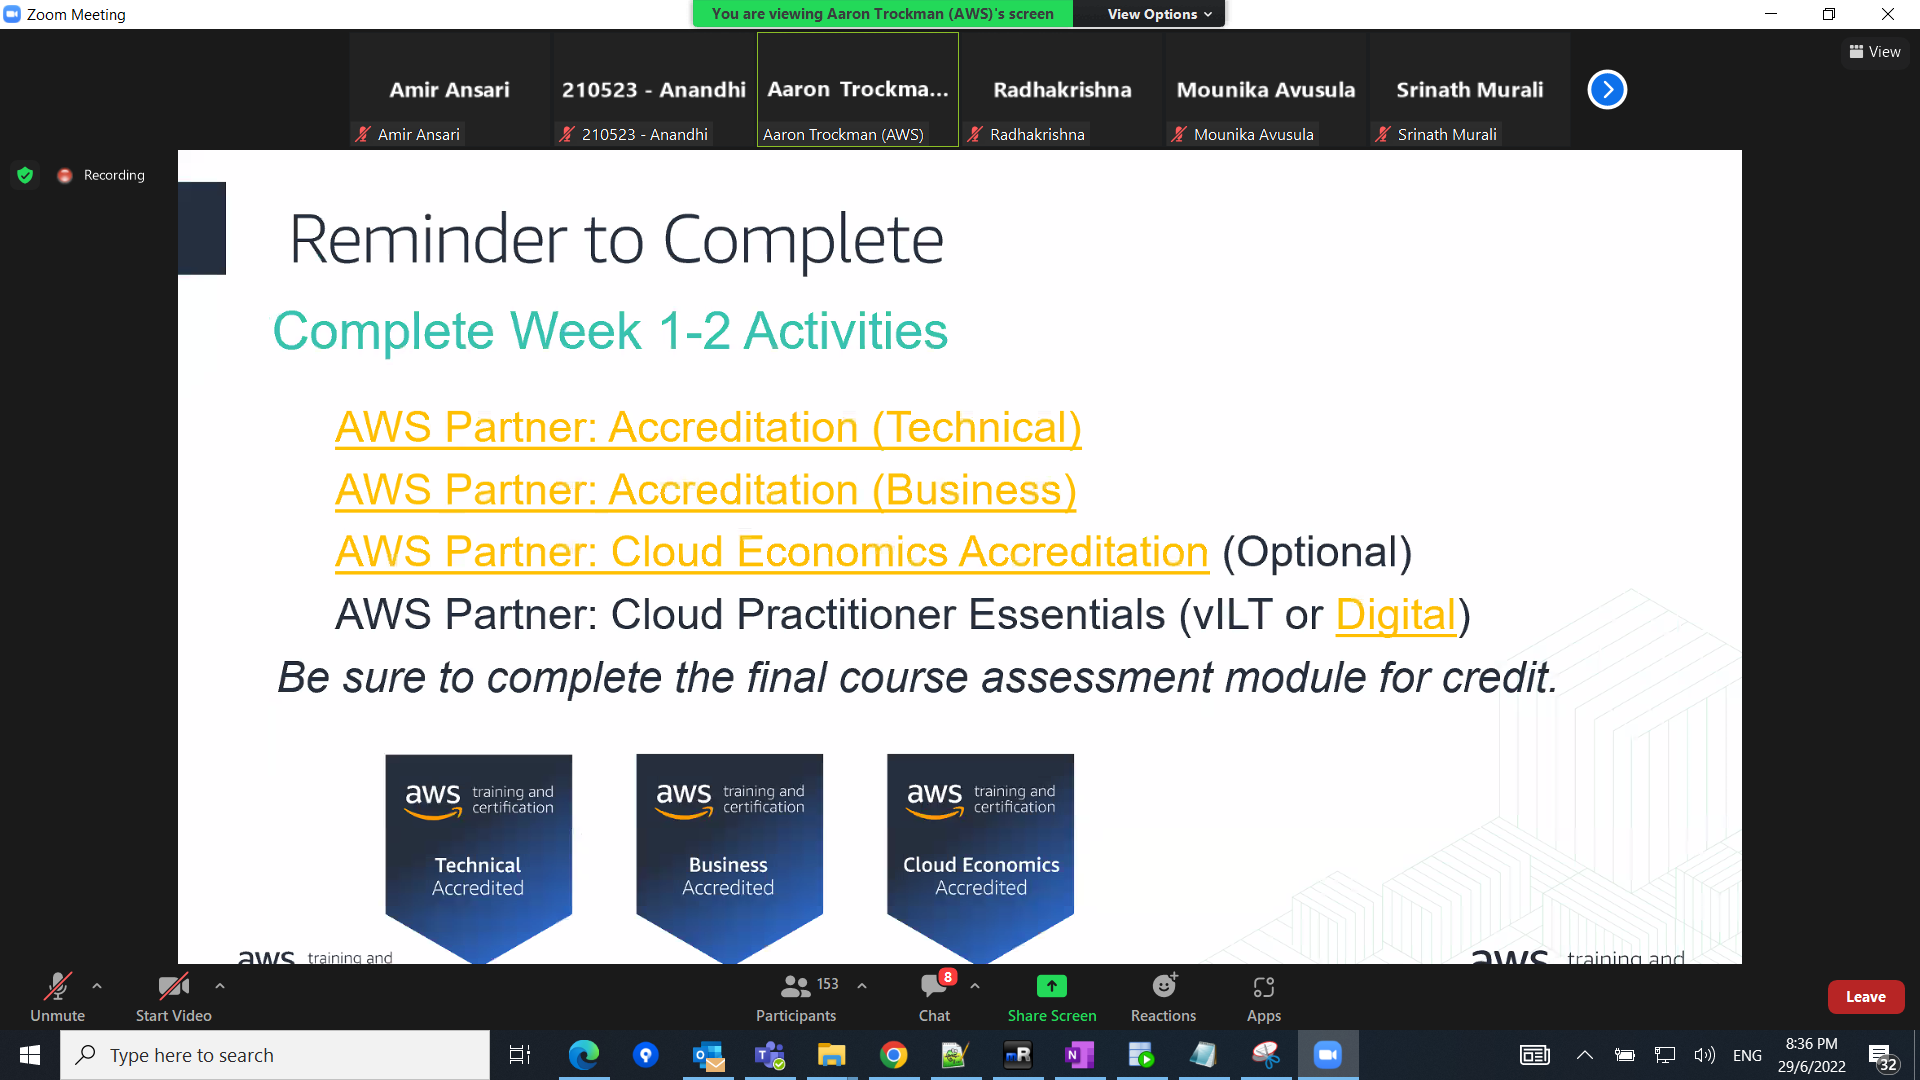 Zoom Meeting
You are viewing Aaron Trockman (AWS)'s screen View Options
View
Amir Ansari 210523 - Anandhi Aaron Trockma... Radhakrishna Mounika Avusula Srinath Murali
Amir Ansari 210523 - Anandhi Aaron Trockman (AWS) Radhakrishna Mounika Avusula Srinath Murali
Recording
Reminder to Complete
Complete Week 1-2 Activities
AWS Partner: Accreditation (Technical)
AWS Partner: Accreditation (Business)
AWS Partner: Cloud Economics Accreditation (Optional)
AWS Partner: Cloud Practitioner Essentials (vILT or Digital)
Be sure to complete the final course assessment module for credit.
aws training and certification
Technical
Accredited
aws training and certification
Business
Accredited
aws training and certification
Cloud Economics
Accredited
aws training and
aws training and
153
8
Unmute Start Video Participants Chat Share Screen Reactions Apps Leave
Type here to search
mR
ENG
8:36 PM
29/6/2022
32